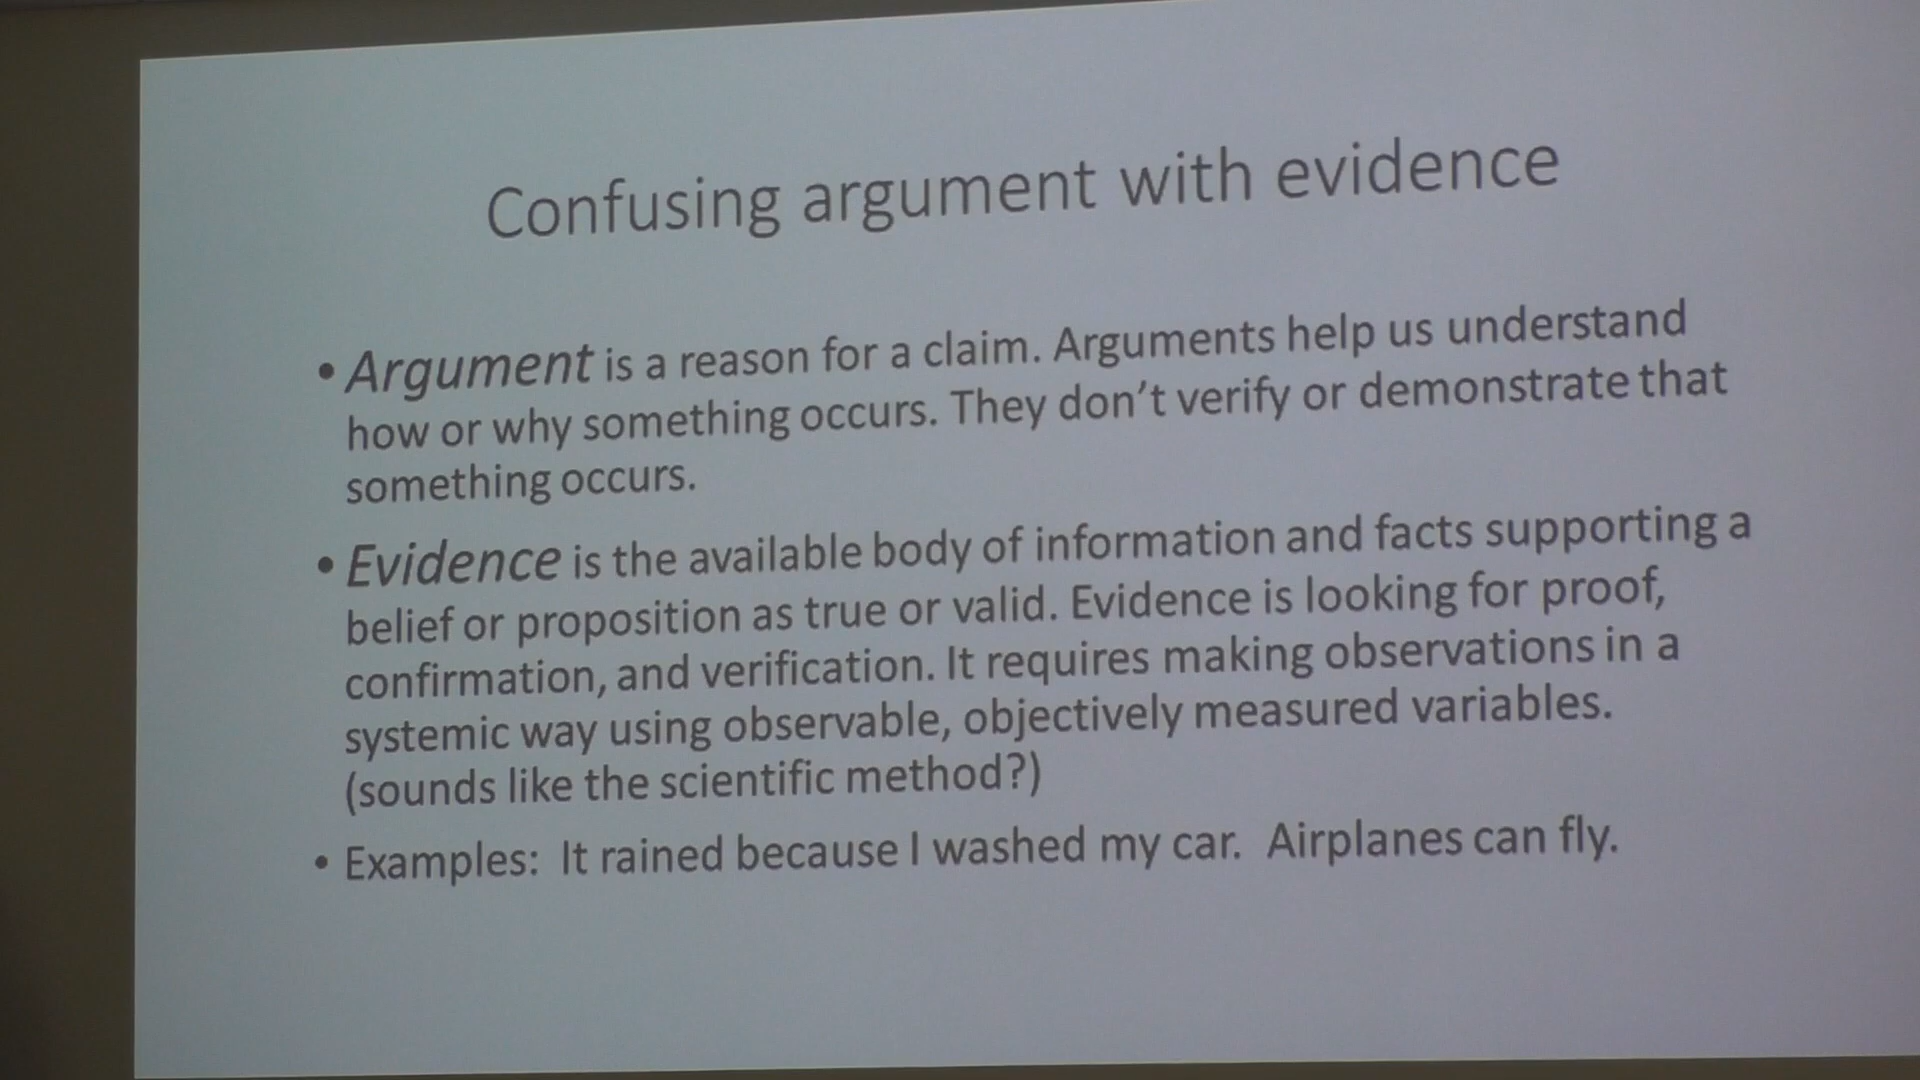 Confusing argument with evidence
• Argument is a reason for a claim. Arguments help us understand
how or why something occurs. They don't verify or demonstrate that
something occurs.
• Evidence is the available body of information and facts supporting a
belief or proposition as true or valid. Evidence is looking for proof,
confirmation, and verification. It requires making observations in a
systemic way using observable, objectively measured variables.
(sounds like the scientific method?)
• Examples: It rained because I washed my car. Airplanes can fly.